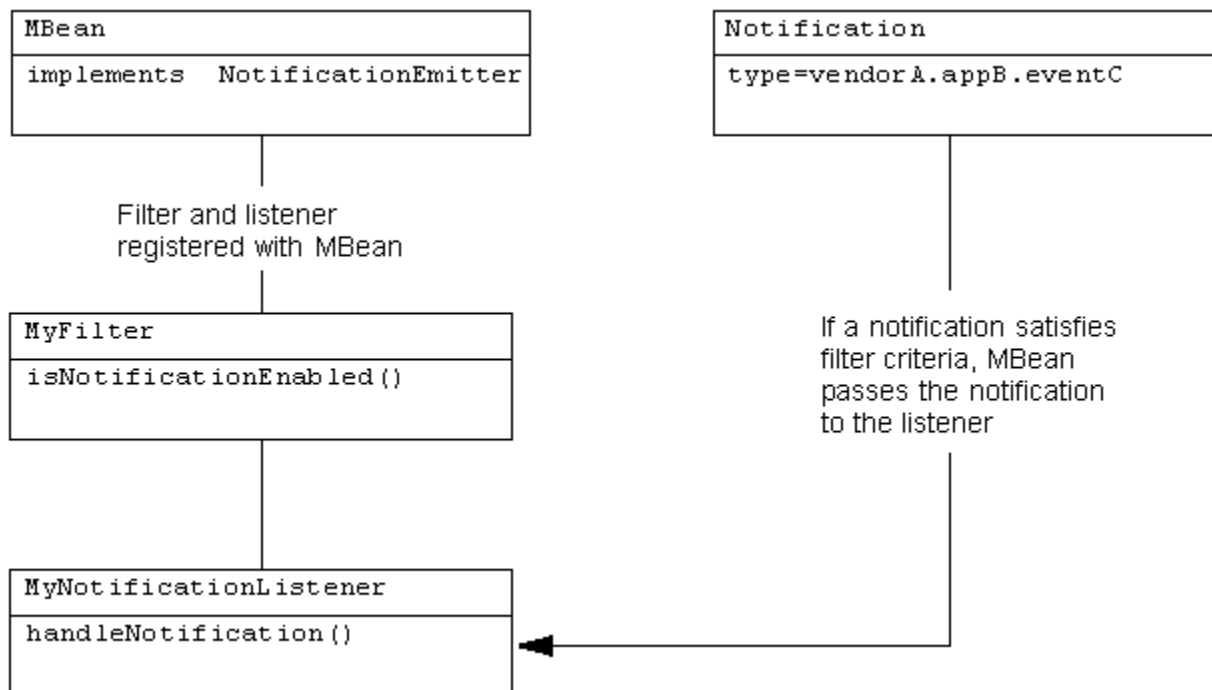 MBean
implements NotificationEmitter
Notification
type=vendorA.appB.eventC
Filter and listener
registered with MBean
MyFilter
isNotificationEnabled()
If a notification satisfies
filter criteria, MBean
passes the notification
to the listener
MyNotificationListener
handleNotification()